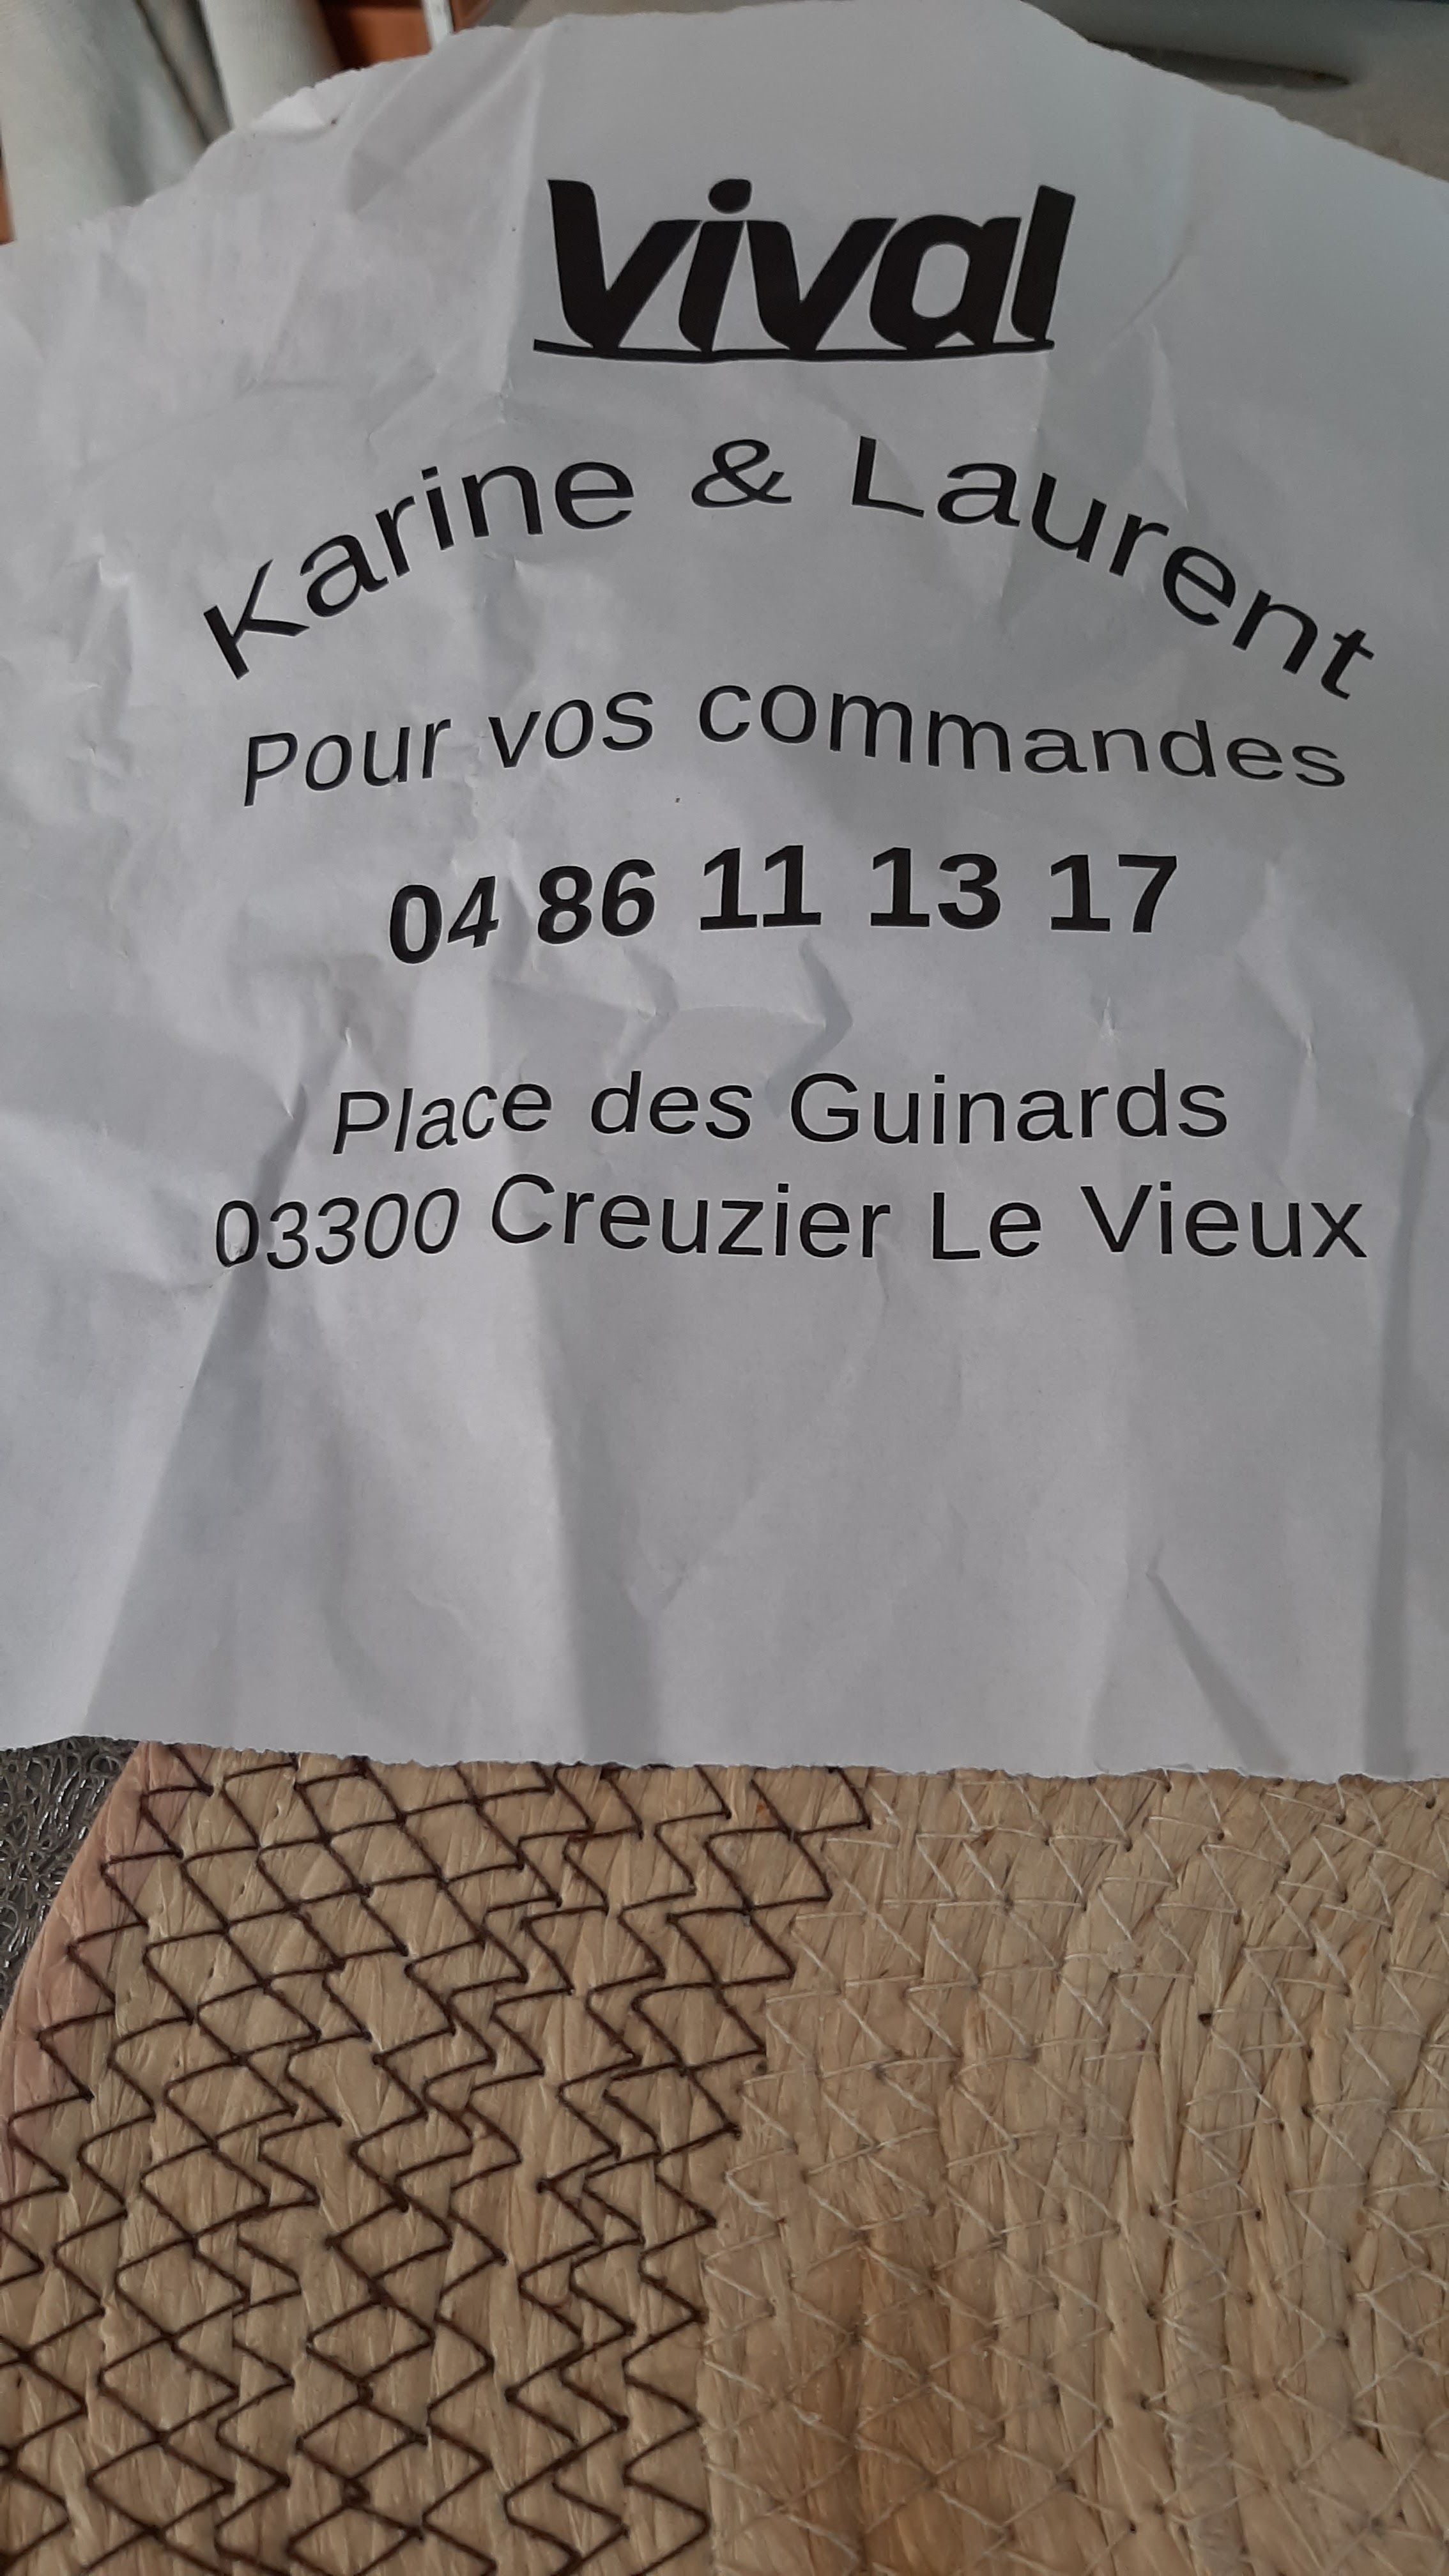 Vival
Karine & Laurent
Pour vos commandes
04 86 11 13 17
Place des Guinards
03300 Creuzier Le Vieux